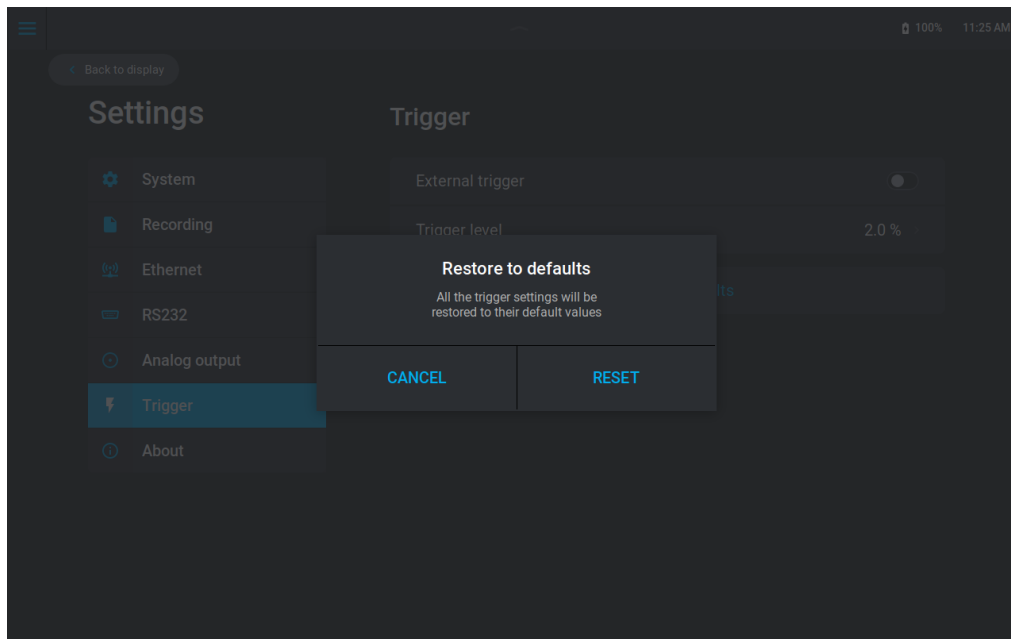 100% 11:25 AM
Back to display
Settings
Trigger
System
External trigger
Recording
Trigger level
2.0 %
Ethernet
Restore to defaults
All the trigger settings will be
restored to their default values
RS232
Analog output
CANCEL
RESET
Trigger
About